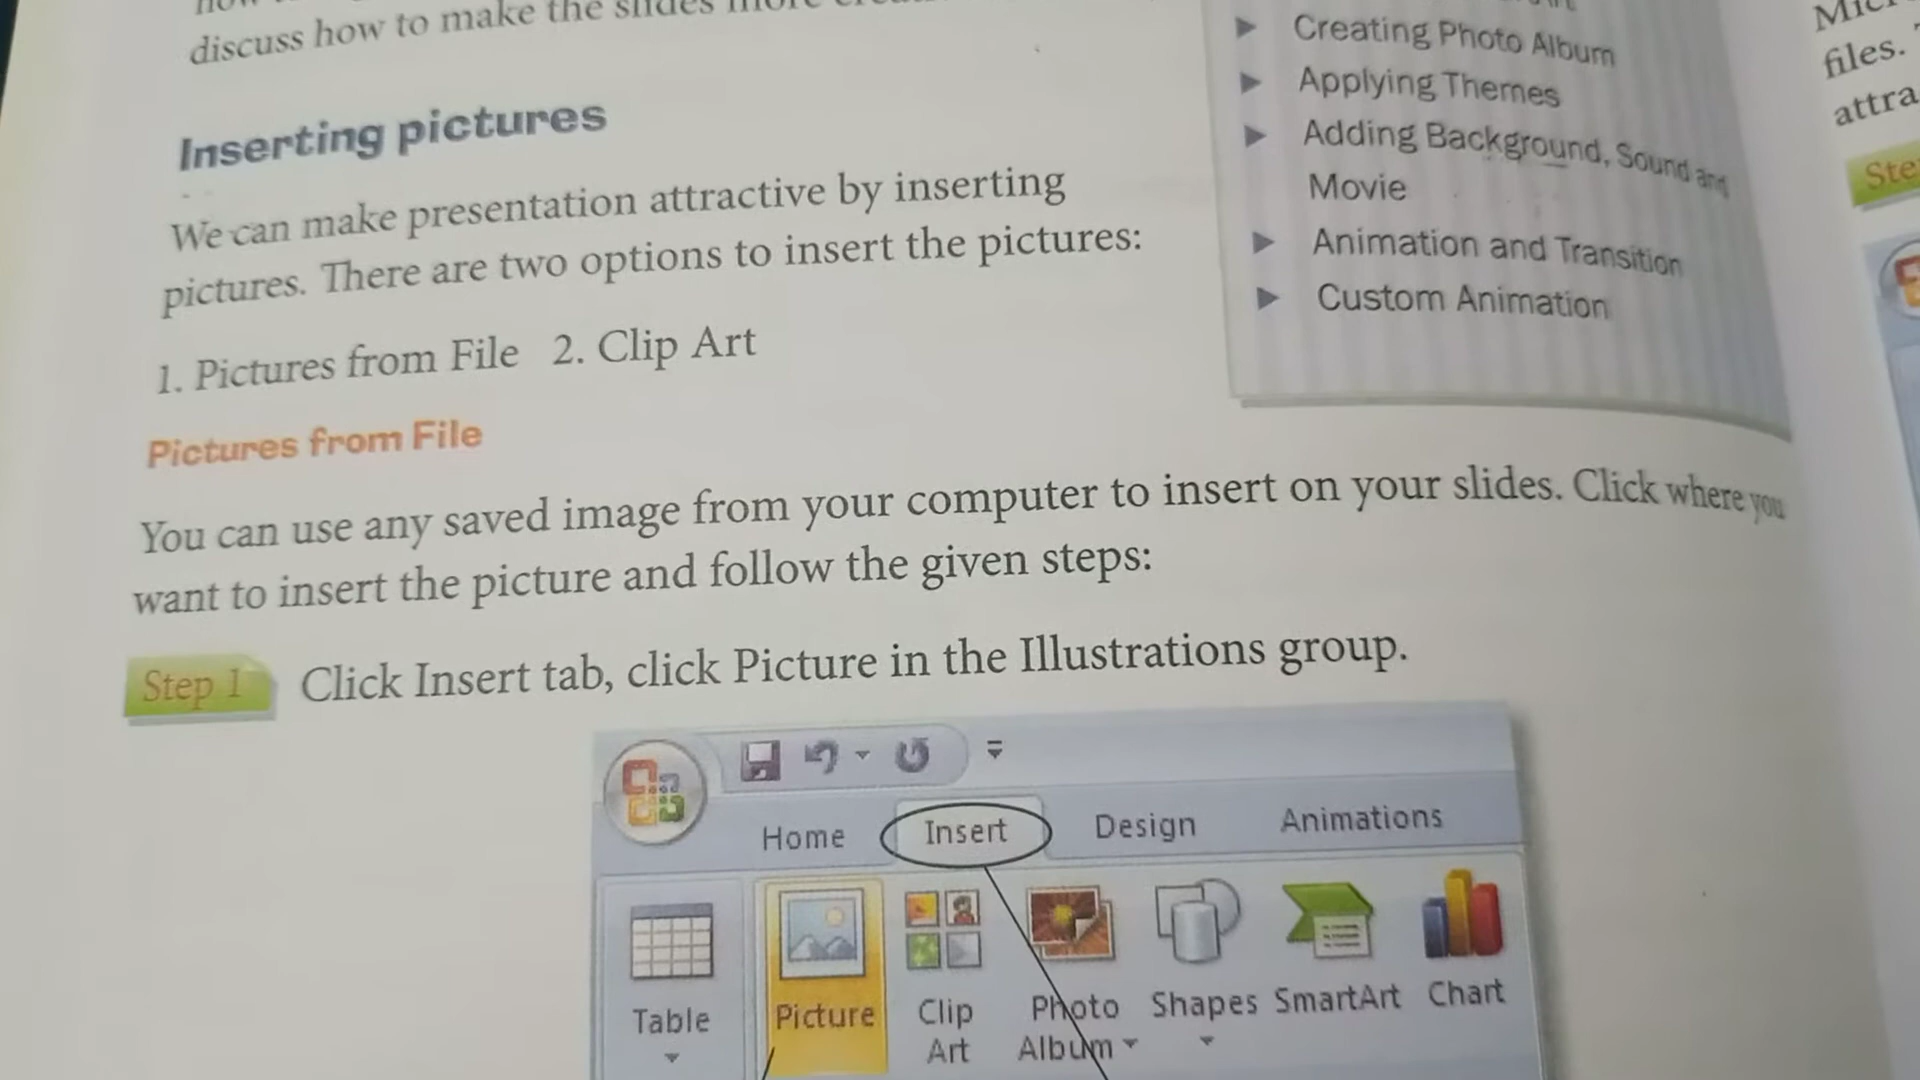 discuss how to make the slides more
Inserting pictures
We can make presentation attractive by inserting
pictures. There are two options to insert the pictures:
1. Pictures from File 2. Clip Art
Pictures from File
You can use any saved image from your computer to insert on your slides. Click where you
want to insert the picture and follow the given steps:
Step 1 Click Insert tab, click Picture in the Illustrations group.
Home Insert Design Animations
Table Picture Clip Art Photo Album Shapes SmartArt Chart
Creating Photo Album
Applying Themes
Adding Background, Sound and
Movie
Animation and Transition
Custom Animation
files.